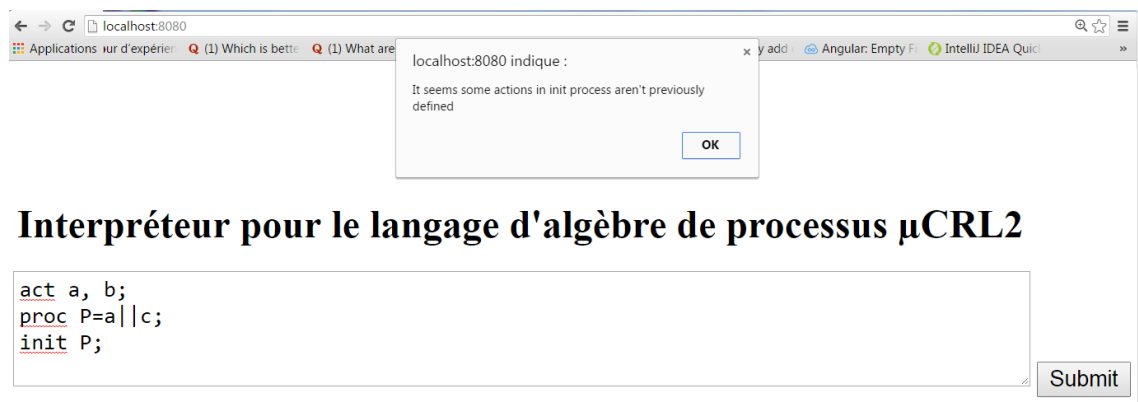 localhost:8080
Applications ur d'expérien Q (1) Which is bette Q (1) What are y add Angular: Empty Fi IntelliJ IDEA Quic »
localhost:8080 indique :
It seems some actions in init process aren't previously
defined
OK
Interpréteur pour le langage d'algèbre de processus µCRL2
act a, b;
proc P=a||c;
init P;
Submit